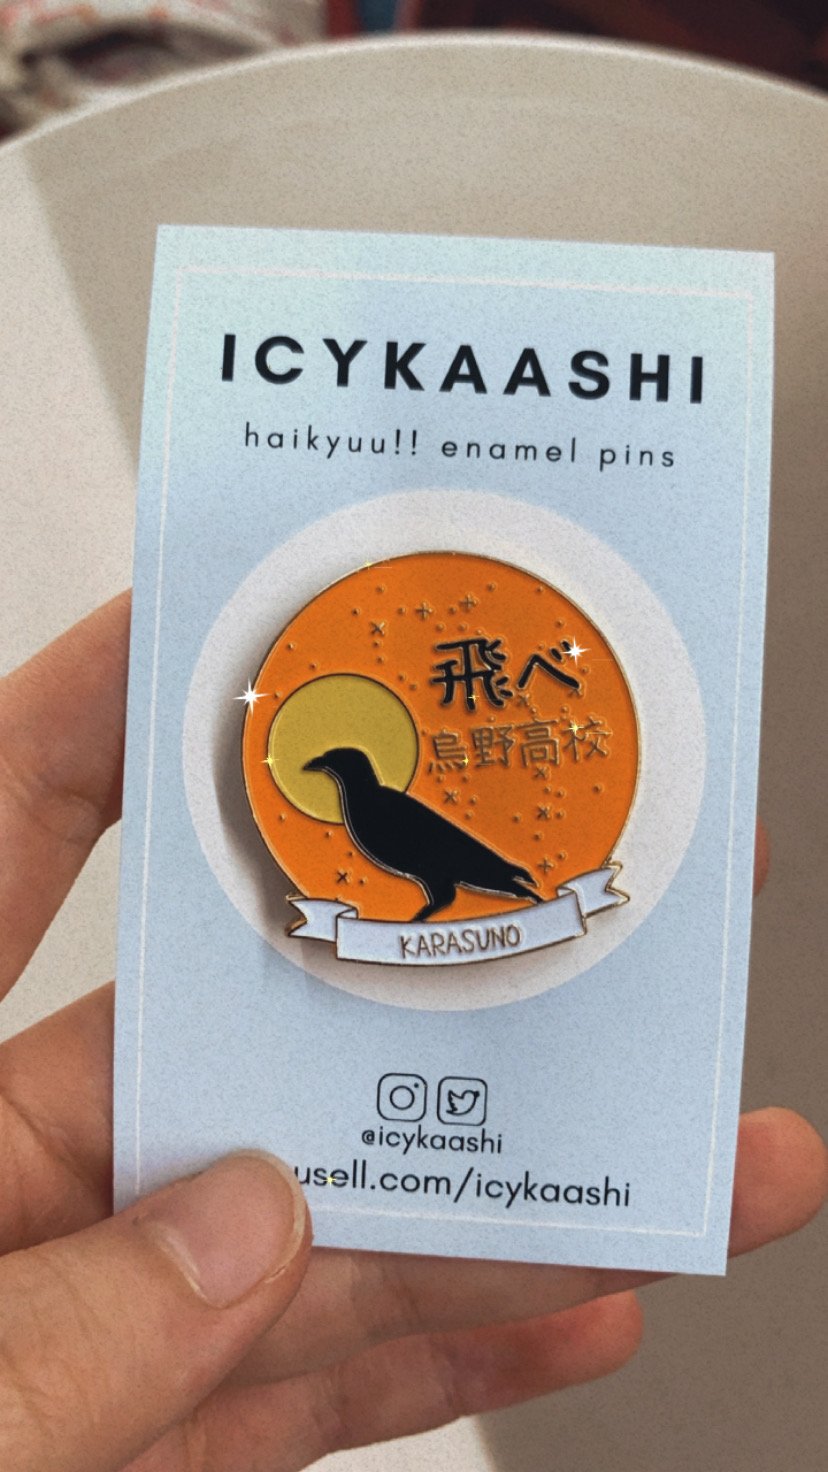 ICYKAASHI
haikyuu!! enamel pins
飛べ
烏野高校
KARASUNO
@icykaashi
usell.com/icykaashi